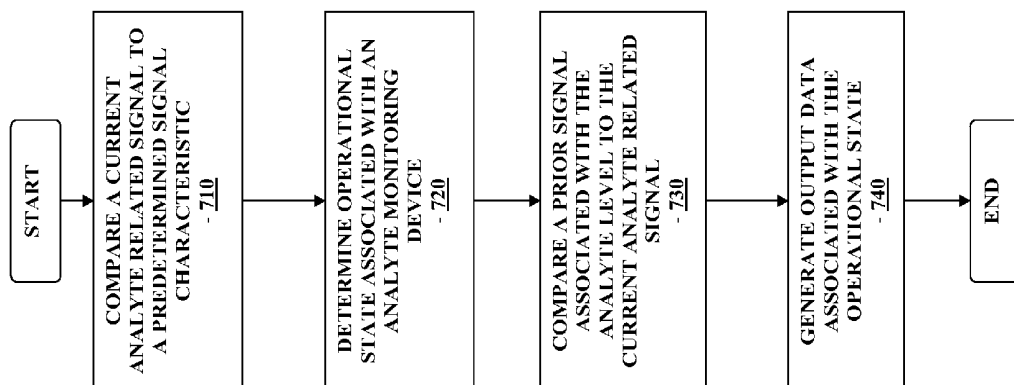 START
COMPARE A CURRENT
ANALYTE RELATED SIGNAL TO
A PREDETERMINED SIGNAL
CHARACTERISTIC
- 710
DETERMINE OPERATIONAL
STATE ASSOCIATED WITH AN
ANALYTE MONITORING
DEVICE
- 720
COMPARE A PRIOR SIGNAL
ASSOCIATED WITH THE
ANALYTE LEVEL TO THE
CURRENT ANALYTE RELATED
SIGNAL
- 730
GENERATE OUTPUT DATA
ASSOCIATED WITH THE
OPERATIONAL STATE
- 740
END